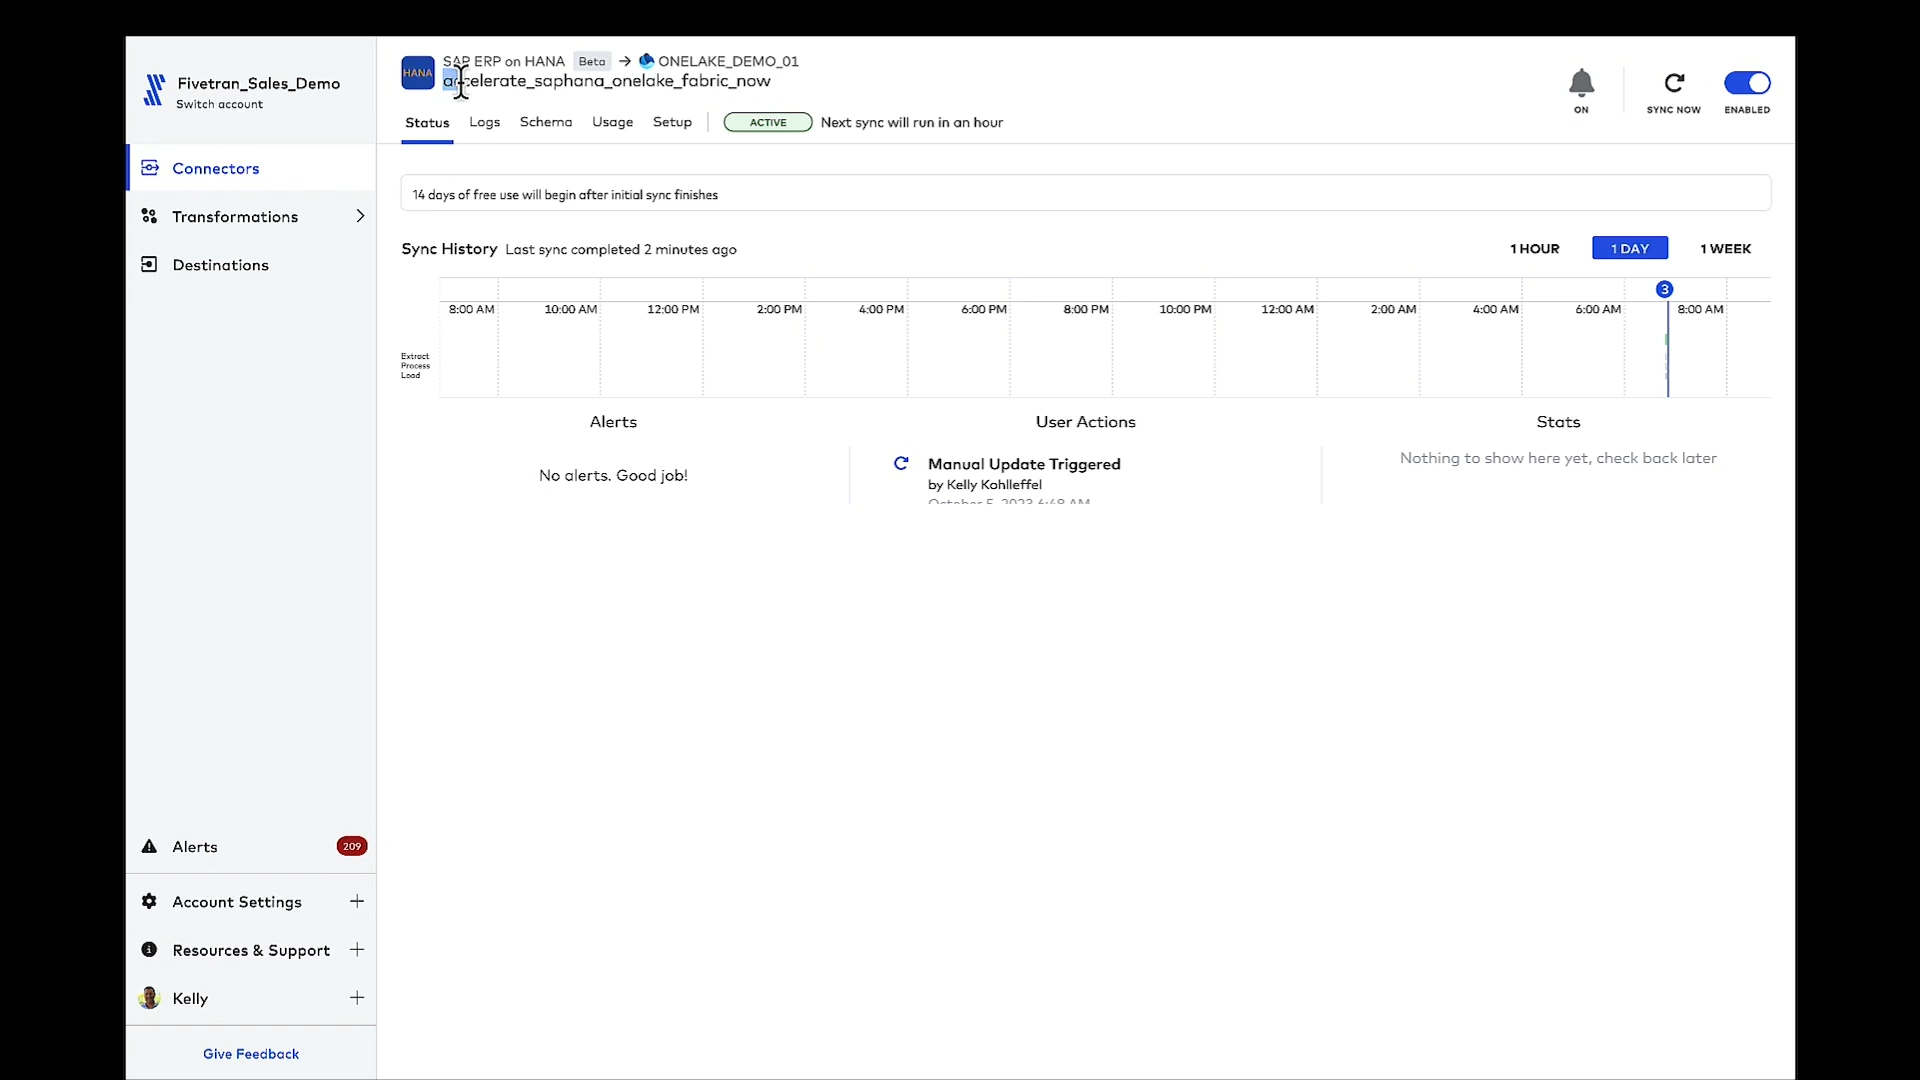 Fivetran_Sales_Demo
Switch account
Connectors
Transformations
Destinations
Alerts 209
Account Settings
Resources & Support
Kelly
Give Feedback
HANA
SAP ERP on HANA Beta → ONELAKE_DEMO_01
accelerate_saphana_onelake_fabric_now
ON
SYNC NOW
ENABLED
Status Logs Schema Usage Setup ACTIVE Next sync will run in an hour
14 days of free use will begin after initial sync finishes
Sync History Last sync completed 2 minutes ago
1 HOUR 1 DAY 1 WEEK
3
8:00 AM 10:00 AM 12:00 PM 2:00 PM 4:00 PM 6:00 PM 8:00 PM 10:00 PM 12:00 AM 2:00 AM 4:00 AM 6:00 AM 8:00 AM
Extract
Process
Load
Alerts
No alerts. Good job!
User Actions
Manual Update Triggered
by Kelly Kohlleffel
October 5, 2023 6:48 AM
Stats
Nothing to show here yet, check back later